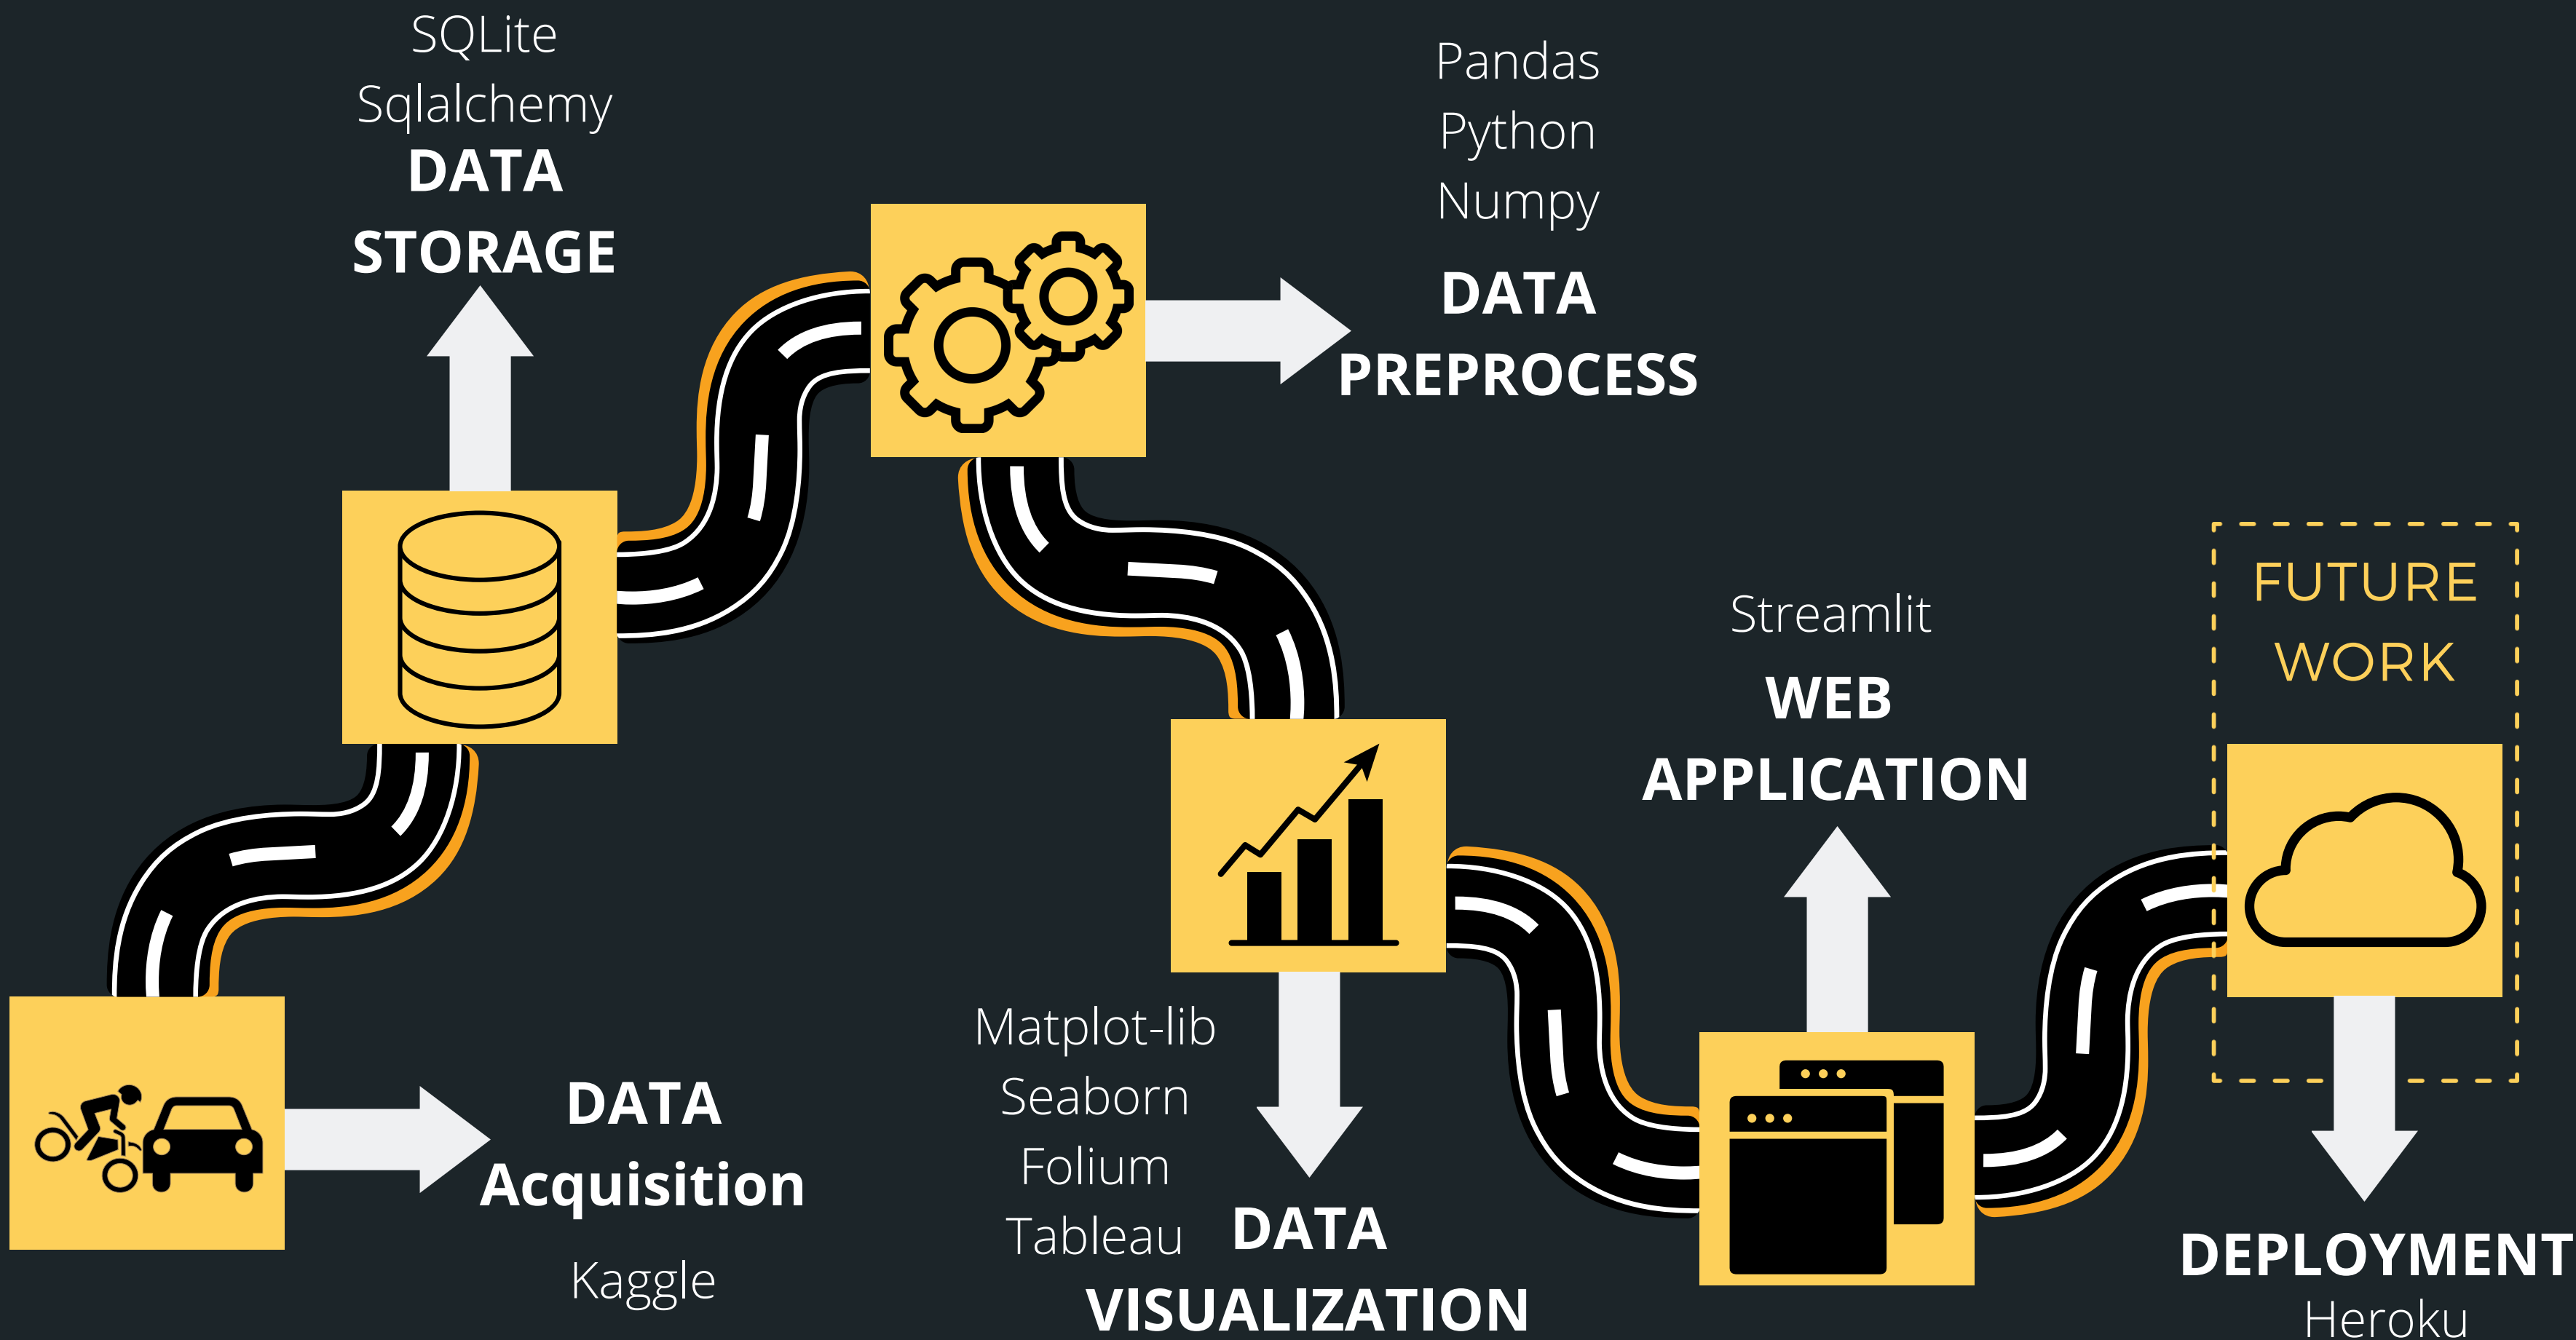 SQLite
Sqlalchemy
DATA
STORAGE
Pandas
Python
Numpy
DATA
PREPROCESS
FUTURE
WORK
Streamlit
WEB
APPLICATION
DATA
Acquisition
Kaggle
Matplot-lib
Seaborn
Folium
Tableau
DATA
VISUALIZATION
DEPLOYMENT
Heroku